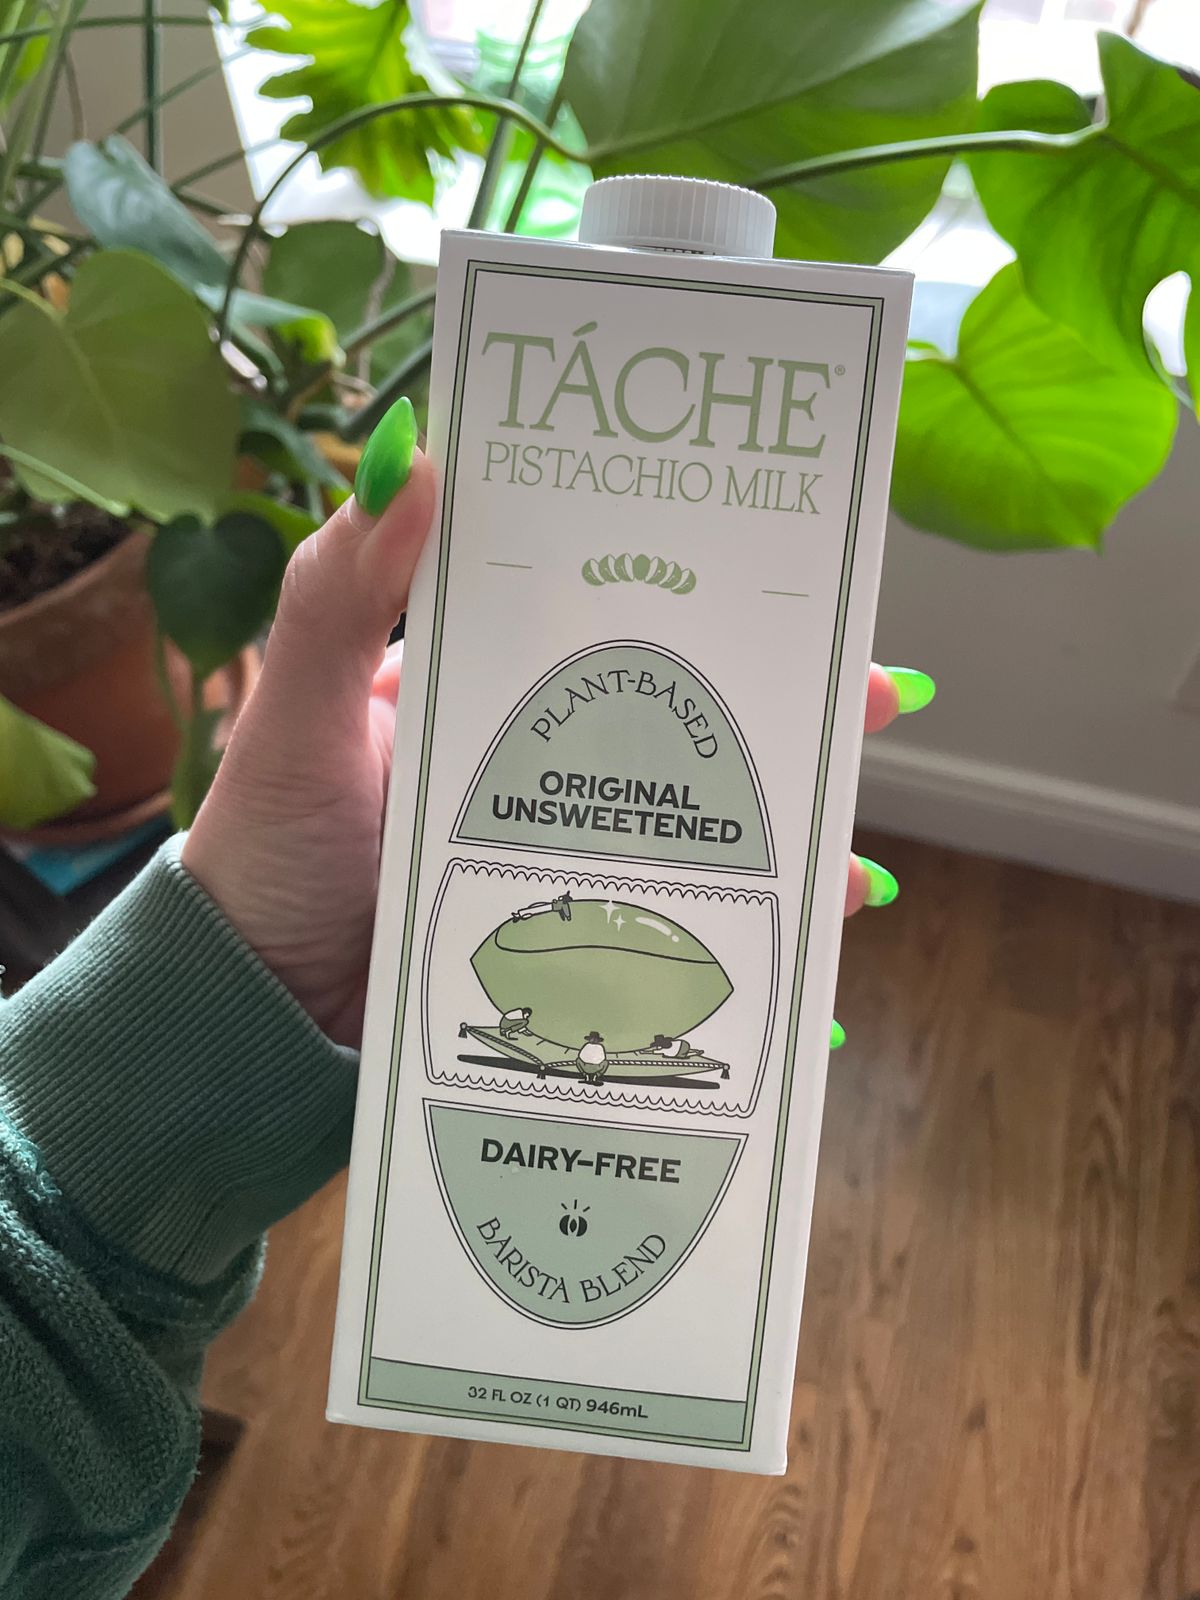 TÁCHE®
PISTACHIO MILK
PLANT-BASED
ORIGINAL
UNSWEETENED
DAIRY-FREE
BARISTA BLEND
32 FL OZ (1 QT) 946mL